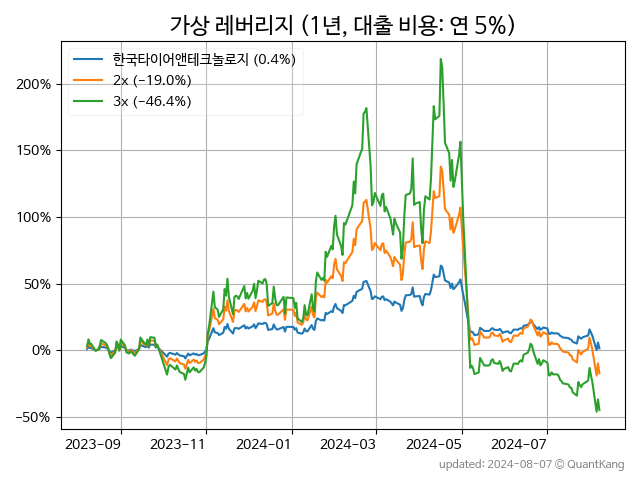 가상 레버리지 (1년, 대출 비용: 연 5%)
한국타이어앤테크놀로지 (0.4%)
2x (−19.0%)
3x (−46.4%)
200%
150%
100%
50%
0%
−50%
2023-09
2023-11
2024-01
2024-03
2024-05
2024-07
updated: 2024-08-07 © QuantKang